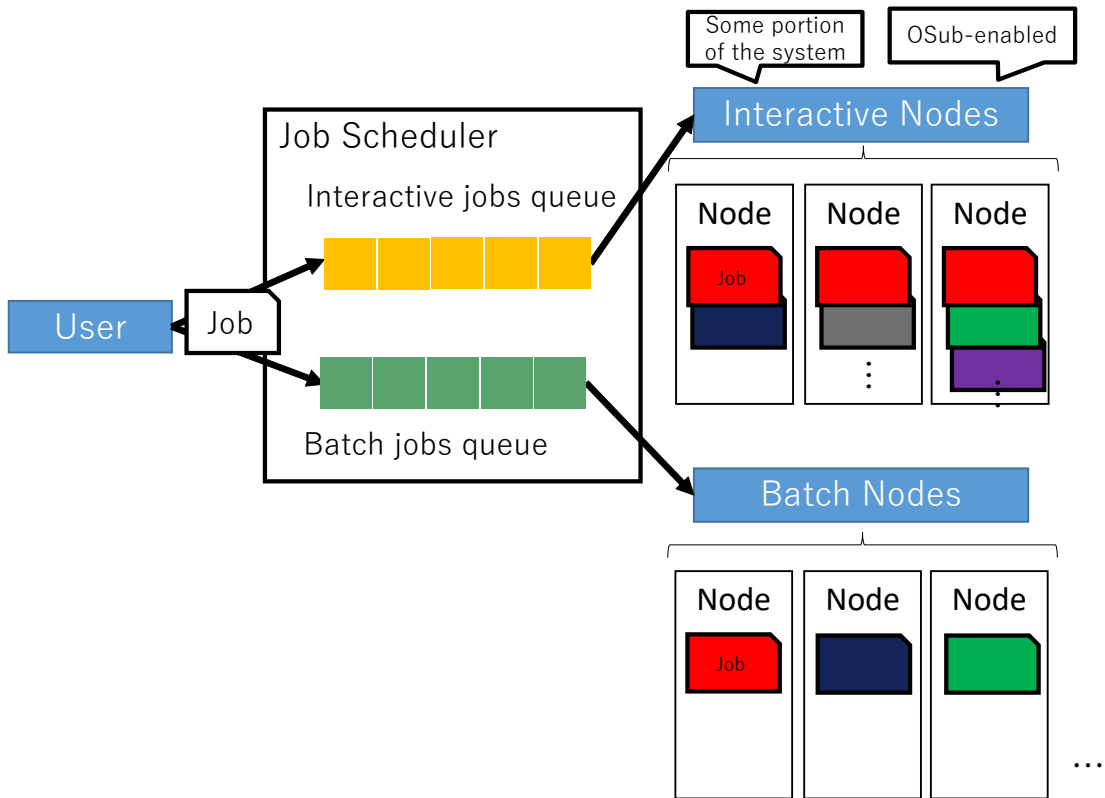 Some portion
of the system
OSub-enabled
Interactive Nodes
Job Scheduler
Interactive jobs queue
Node
Node
Node
Job
User
Job
⋮
⋮
Batch jobs queue
Batch Nodes
Node
Node
Node
Job
…